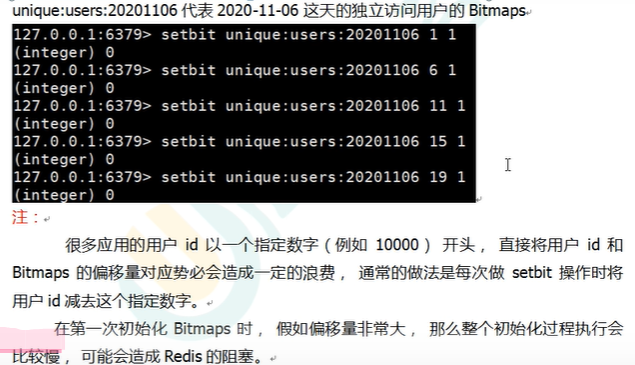 unique:users:20201106 代表 2020-11-06 这天的独立访问用户的 Bitmaps
127.0.0.1:6379> setbit unique:users:20201106 1 1
(integer) 0
127.0.0.1:6379> setbit unique:users:20201106 6 1
(integer) 0
127.0.0.1:6379> setbit unique:users:20201106 11 1
(integer) 0
127.0.0.1:6379> setbit unique:users:20201106 15 1
(integer) 0
127.0.0.1:6379> setbit unique:users:20201106 19 1
(integer) 0
注：
很多应用的用户 id 以一个指定数字（例如 10000） 开头， 直接将用户 id 和
Bitmaps 的偏移量对应势必会造成一定的浪费， 通常的做法是每次做 setbit 操作时将
用户 id 减去这个指定数字。
在第一次初始化 Bitmaps 时， 假如偏移量非常大， 那么整个初始化过程执行会
比较慢， 可能会造成 Redis 的阻塞。